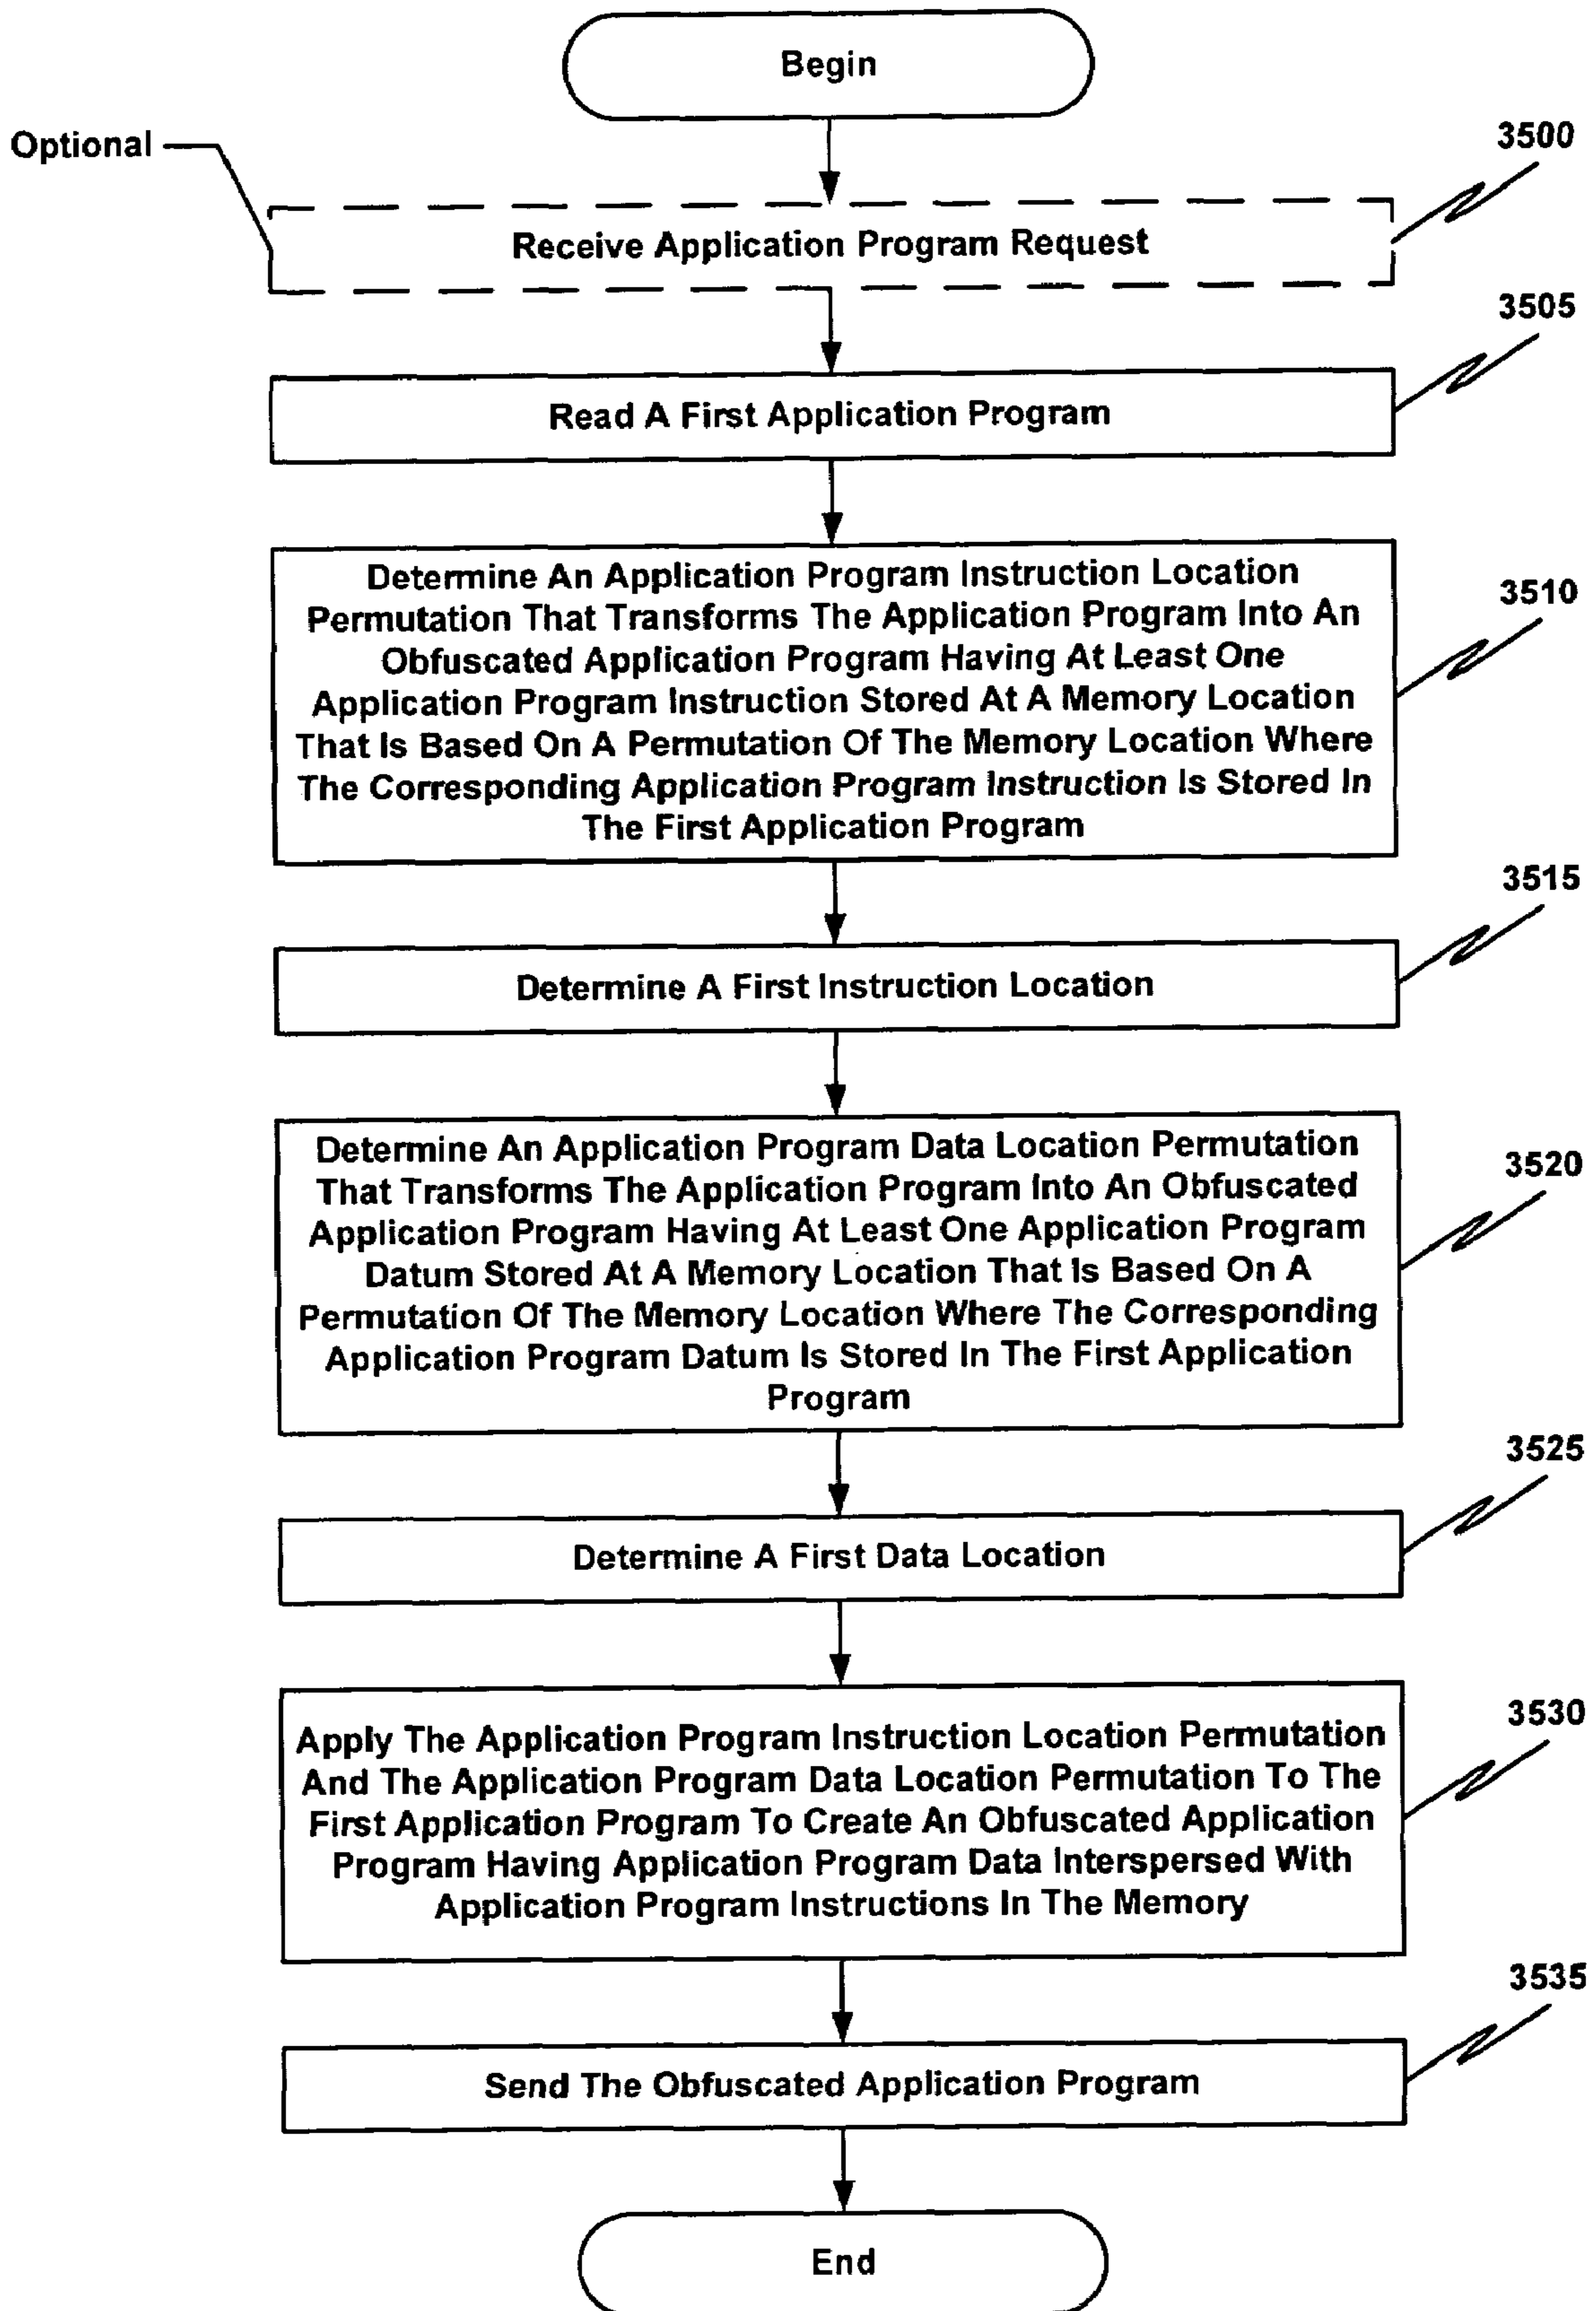 Begin
Optional
3500
Receive Application Program Request
3505
Read A First Application Program
Determine An Application Program Instruction Location
Permutation That Transforms The Application Program Into An
Obfuscated Application Program Having At Least One
Application Program Instruction Stored At A Memory Location
That Is Based On A Permutation Of The Memory Location Where
The Corresponding Application Program Instruction Is Stored In
The First Application Program
3510
3515
Determine A First Instruction Location
Determine An Application Program Data Location Permutation
That Transforms The Application Program Into An Obfuscated
Application Program Having At Least One Application Program
Datum Stored At A Memory Location That Is Based On A
Permutation Of The Memory Location Where The Corresponding
Application Program Datum Is Stored In The First Application
Program
3520
3525
Determine A First Data Location
3530
Apply The Application Program Instruction Location Permutation
And The Application Program Data Location Permutation To The
First Application Program To Create An Obfuscated Application
Program Having Application Program Data Interspersed With
Application Program Instructions In The Memory
3535
Send The Obfuscated Application Program
End